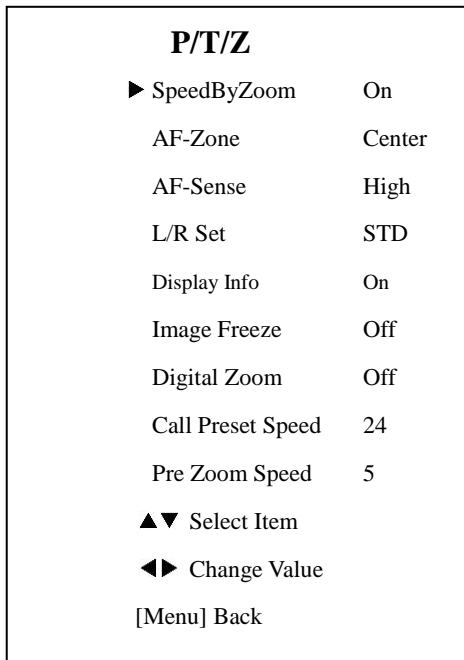 P/T/Z
▶ SpeedByZoom On
AF-Zone Center
AF-Sense High
L/R Set STD
Display Info On
Image Freeze Off
Digital Zoom Off
Call Preset Speed 24
Pre Zoom Speed 5
▲▼ Select Item
◀▶ Change Value
[Menu] Back